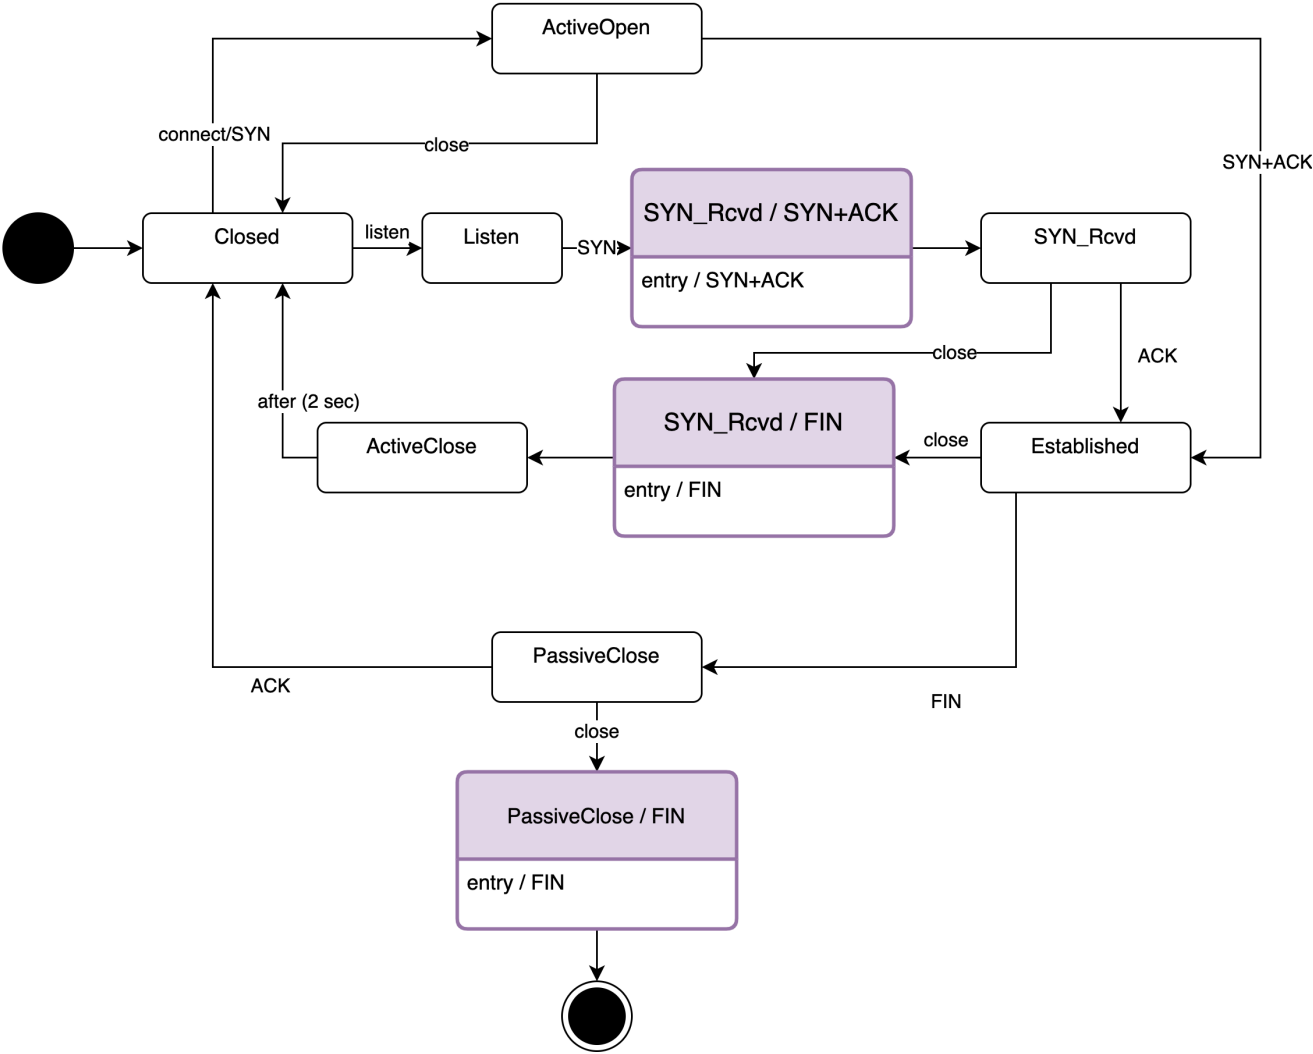 ActiveOpen
connect/SYN
close
SYN+ACK
Closed
listen
Listen
SYN
SYN_Rcvd / SYN+ACK
entry / SYN+ACK
SYN_Rcvd
close
ACK
after (2 sec)
ActiveClose
SYN_Rcvd / FIN
entry / FIN
close
Established
PassiveClose
ACK
FIN
close
PassiveClose / FIN
entry / FIN